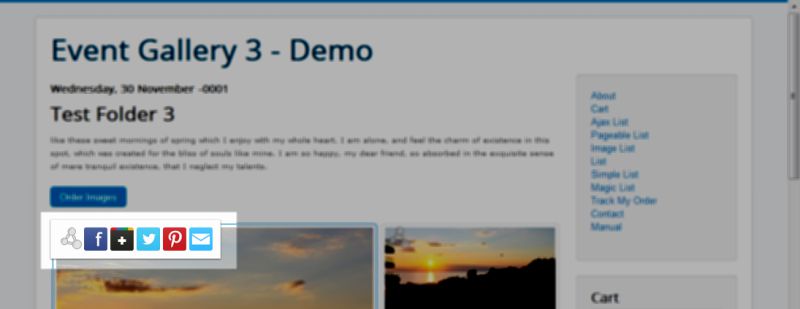 Event Gallery 3 - Demo
Wednesday, 30 November -0001
Test Folder 3
like these sweet mornings of spring which I enjoy with my whole heart. I am alone, and feel the charm of existence in this
spot, which was created for the bliss of souls like mine. I am so happy, my dear friend, so absorbed in the exquisite sense
of mere tranquil existence, that I neglect my talents.
Order Images
f
About
Cart
Ajax List
Pageable List
Image List
List
Simple List
Magic List
Track My Order
Contact
Manual
Cart